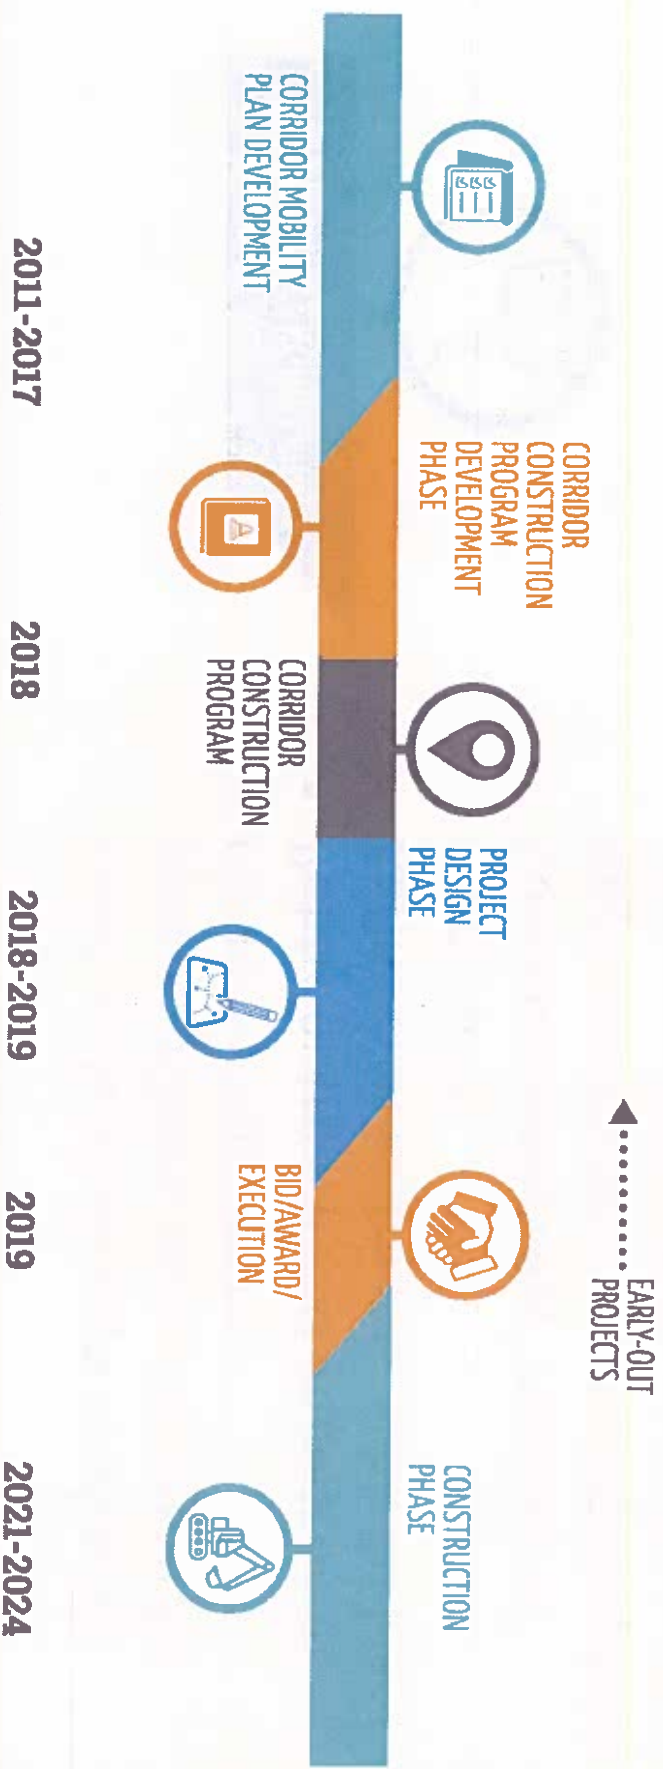 EARLY-OUT
PROJECTS
CORRIDOR MOBILITY
PLAN DEVELOPMENT
CORRIDOR
CONSTRUCTION
PROGRAM
DEVELOPMENT
PHASE
CORRIDOR
CONSTRUCTION
PROGRAM
PROJECT
DESIGN
PHASE
BID/AWARD/
EXECUTION
CONSTRUCTION
PHASE
2011-2017
2018
2018-2019
2019
2021-2024